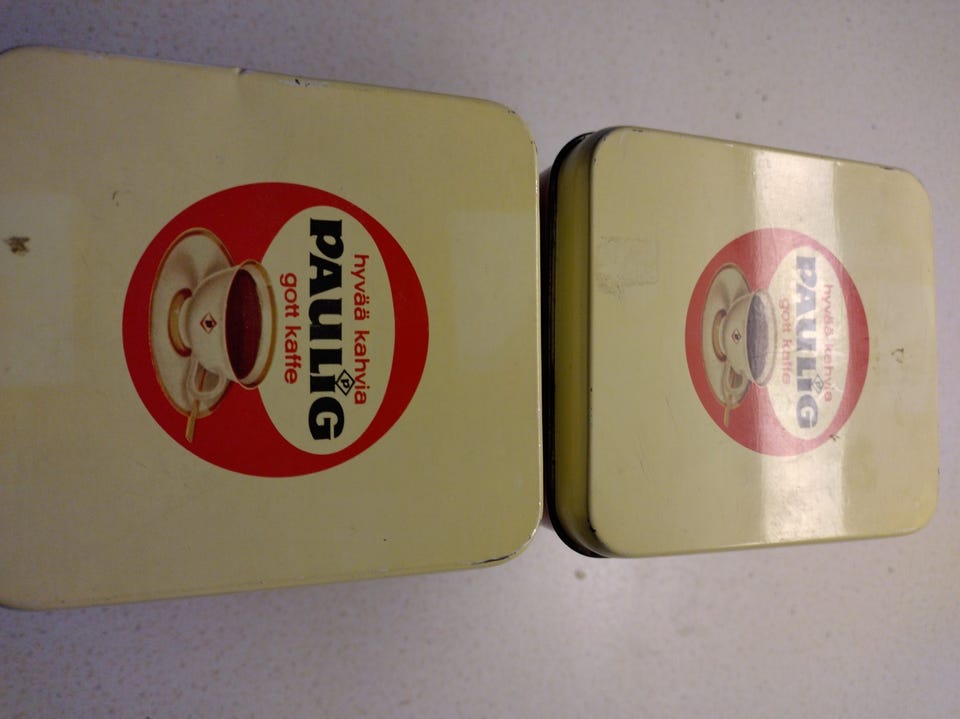 hyvää kahvia
PAULIG
gott kaffe
hyvää kahvia
PAULIG
gott kaffe